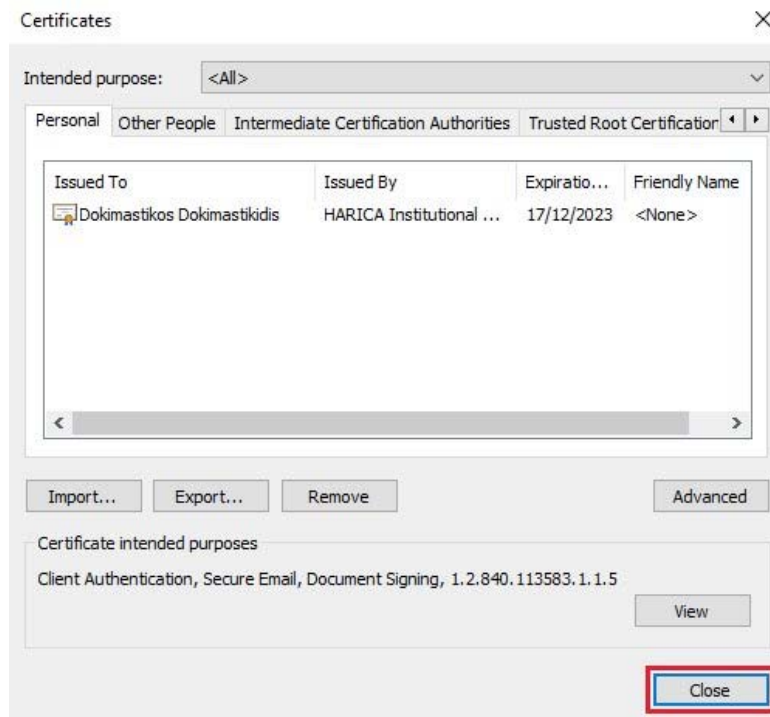 Certificates
Intended purpose: <All>
Personal Other People Intermediate Certification Authorities Trusted Root Certification
Issued To Issued By Expiratio... Friendly Name
Dokimastikos Dokimastikidis HARICA Institutional ... 17/12/2023 <None>
Import... Export... Remove Advanced
Certificate intended purposes
Client Authentication, Secure Email, Document Signing, 1.2.840.113583.1.1.5
View
Close